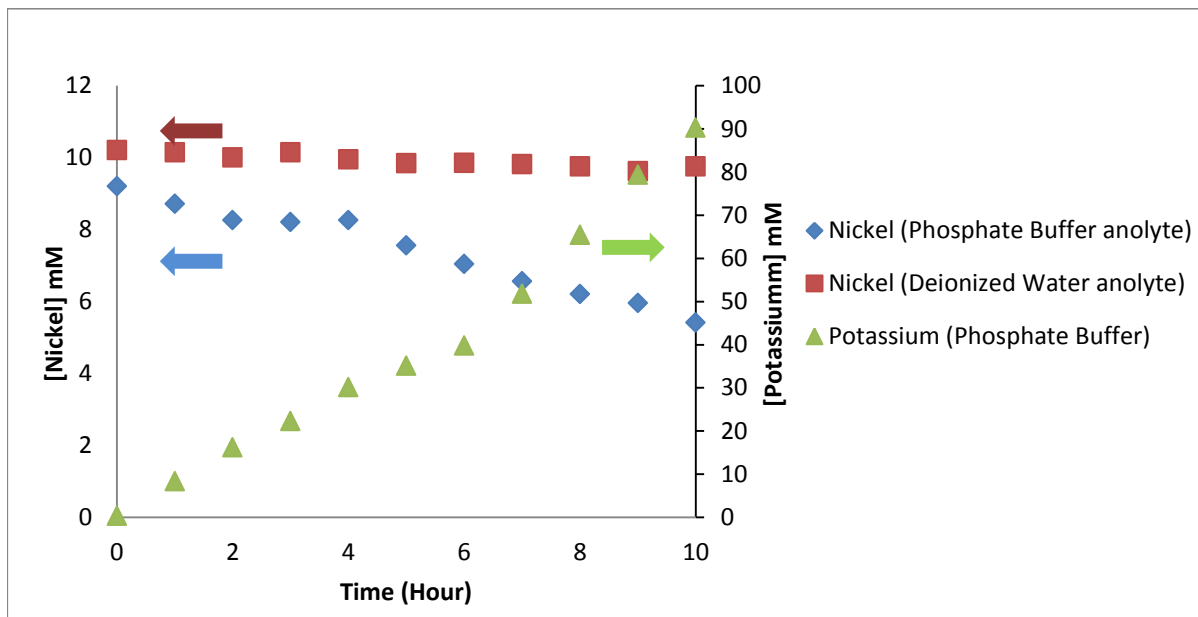 12
10
8
6
4
2
0
[Nickel] mM
100
90
80
70
60
50
40
30
20
10
0
[Potassiumm] mM
0 2 4 6 8 10
Time (Hour)
Nickel (Phosphate Buffer anolyte)
Nickel (Deionized Water anolyte)
Potassium (Phosphate Buffer)